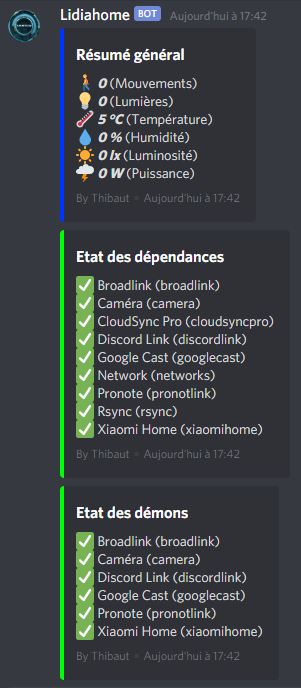 Lidiahome BOT Aujourd'hui à 17:42
Résumé général
0 (Mouvements)
0 (Lumières)
5 °C (Température)
0 % (Humidité)
0 lx (Luminosité)
0 W (Puissance)
By Thibaut • Aujourd'hui à 17:42
Etat des dépendances
Broadlink (broadlink)
Caméra (camera)
CloudSync Pro (cloudsyncpro)
Discord Link (discordlink)
Google Cast (googlecast)
Network (networks)
Pronote (pronotlink)
Rsync (rsync)
Xiaomi Home (xiaomihome)
By Thibaut • Aujourd'hui à 17:42
Etat des démons
Broadlink (broadlink)
Caméra (camera)
Discord Link (discordlink)
Google Cast (googlecast)
Pronote (pronotlink)
Xiaomi Home (xiaomihome)
By Thibaut • Aujourd'hui à 17:42